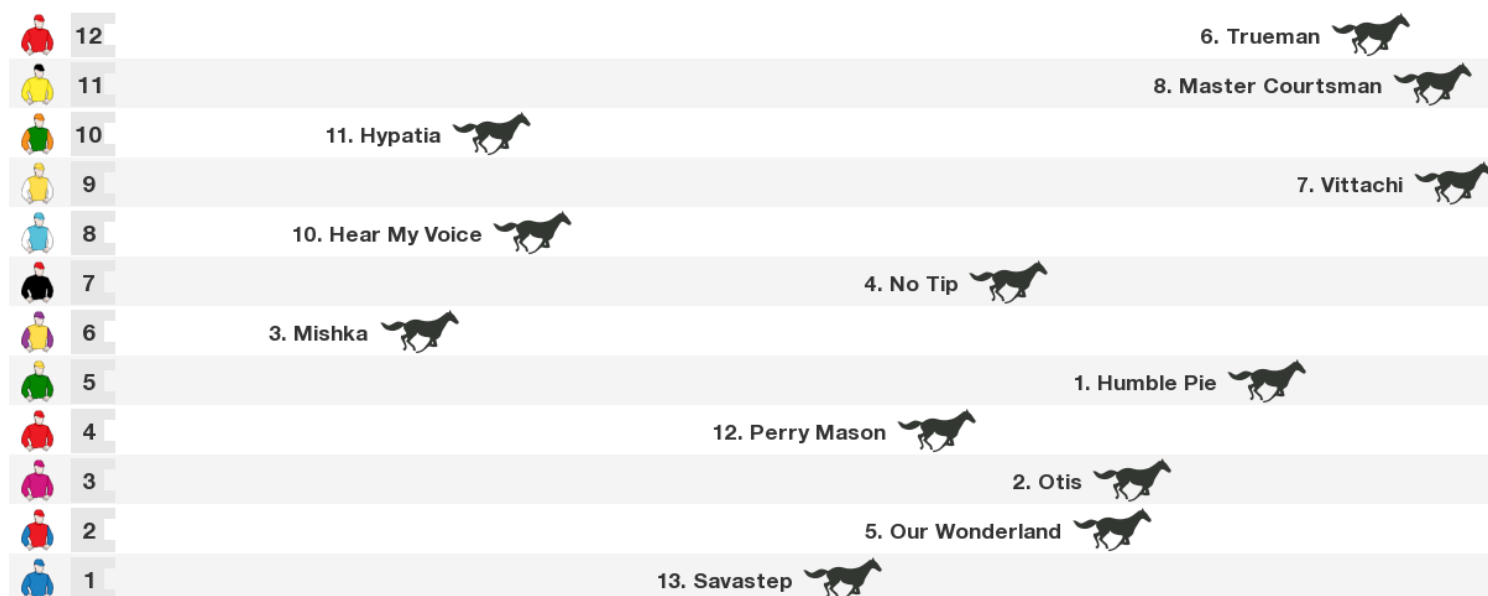 12 6. Trueman
11 8. Master Courtsman
10 11. Hypatia
9 7. Vittachi
8 10. Hear My Voice
7 4. No Tip
6 3. Mishka
5 1. Humble Pie
4 12. Perry Mason
3 2. Otis
2 5. Our Wonderland
1 13. Savastep